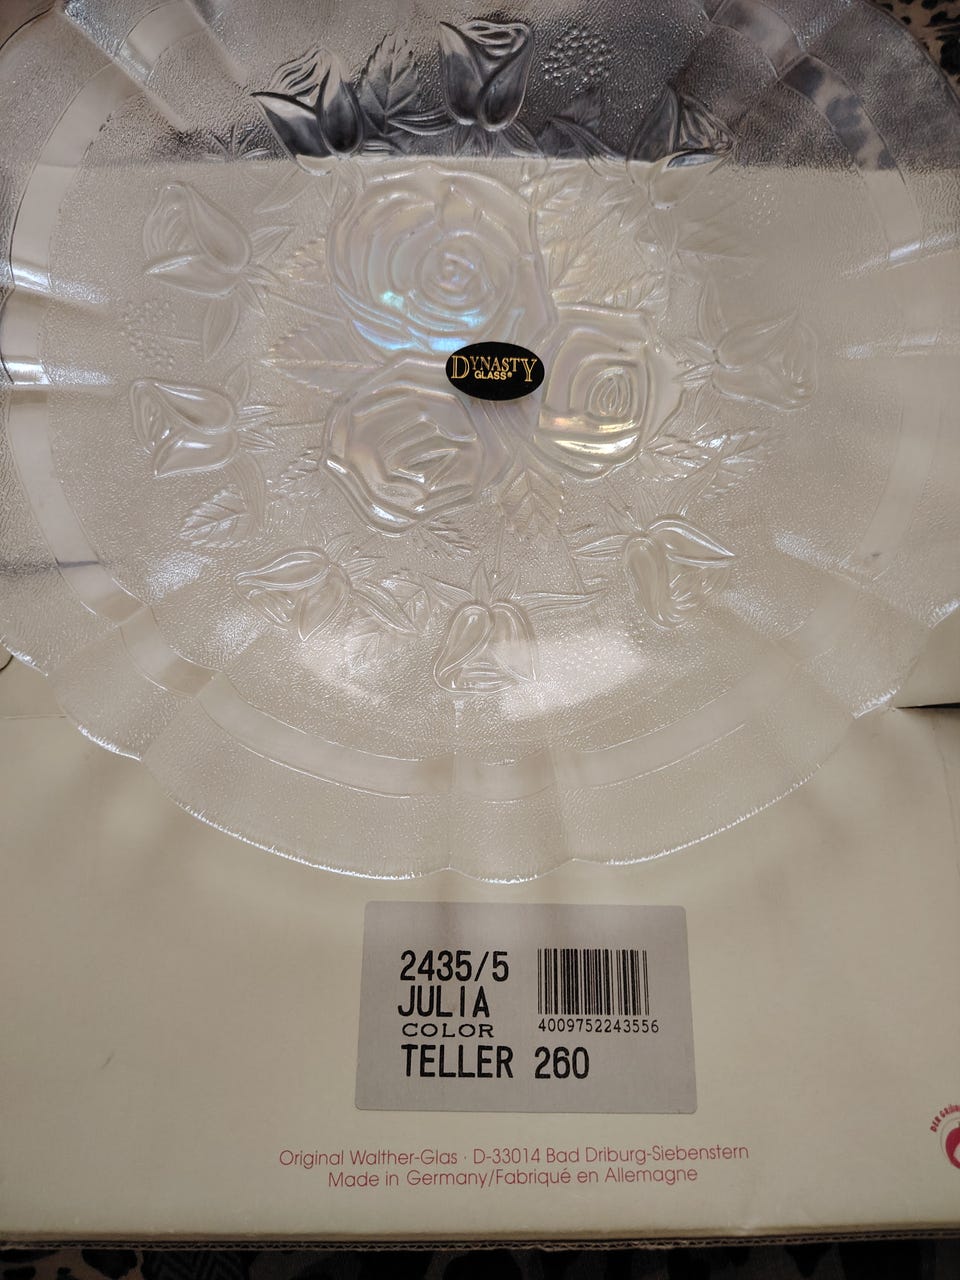 DYNASTY
GLASS®
2435/5
JULIA
COLOR
TELLER 260
4009752243556
Original Walther-Glas · D-33014 Bad Driburg-Siebenstern
Made in Germany/Fabriqué en Allemagne
DER